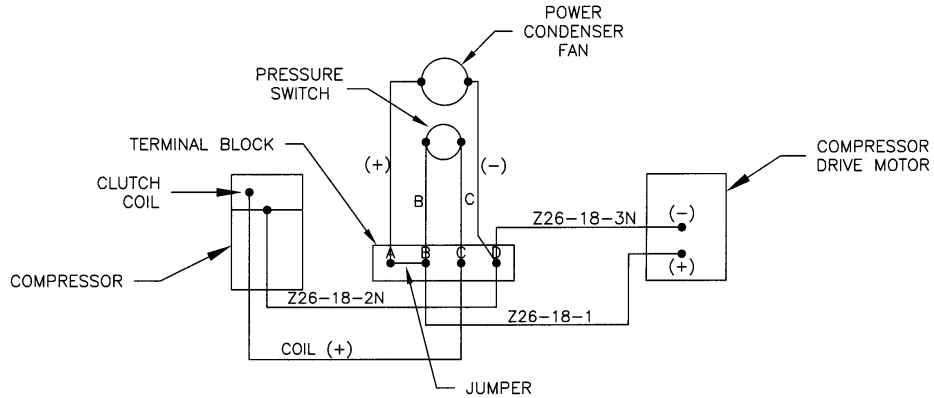 POWER
CONDENSER
FAN
PRESSURE
SWITCH
TERMINAL BLOCK
(+)
(-)
COMPRESSOR
DRIVE MOTOR
CLUTCH
COIL
B
C
Z26-18-3N
(-)
A
B
C
D
(+)
COMPRESSOR
Z26-18-2N
Z26-18-1
COIL (+)
JUMPER